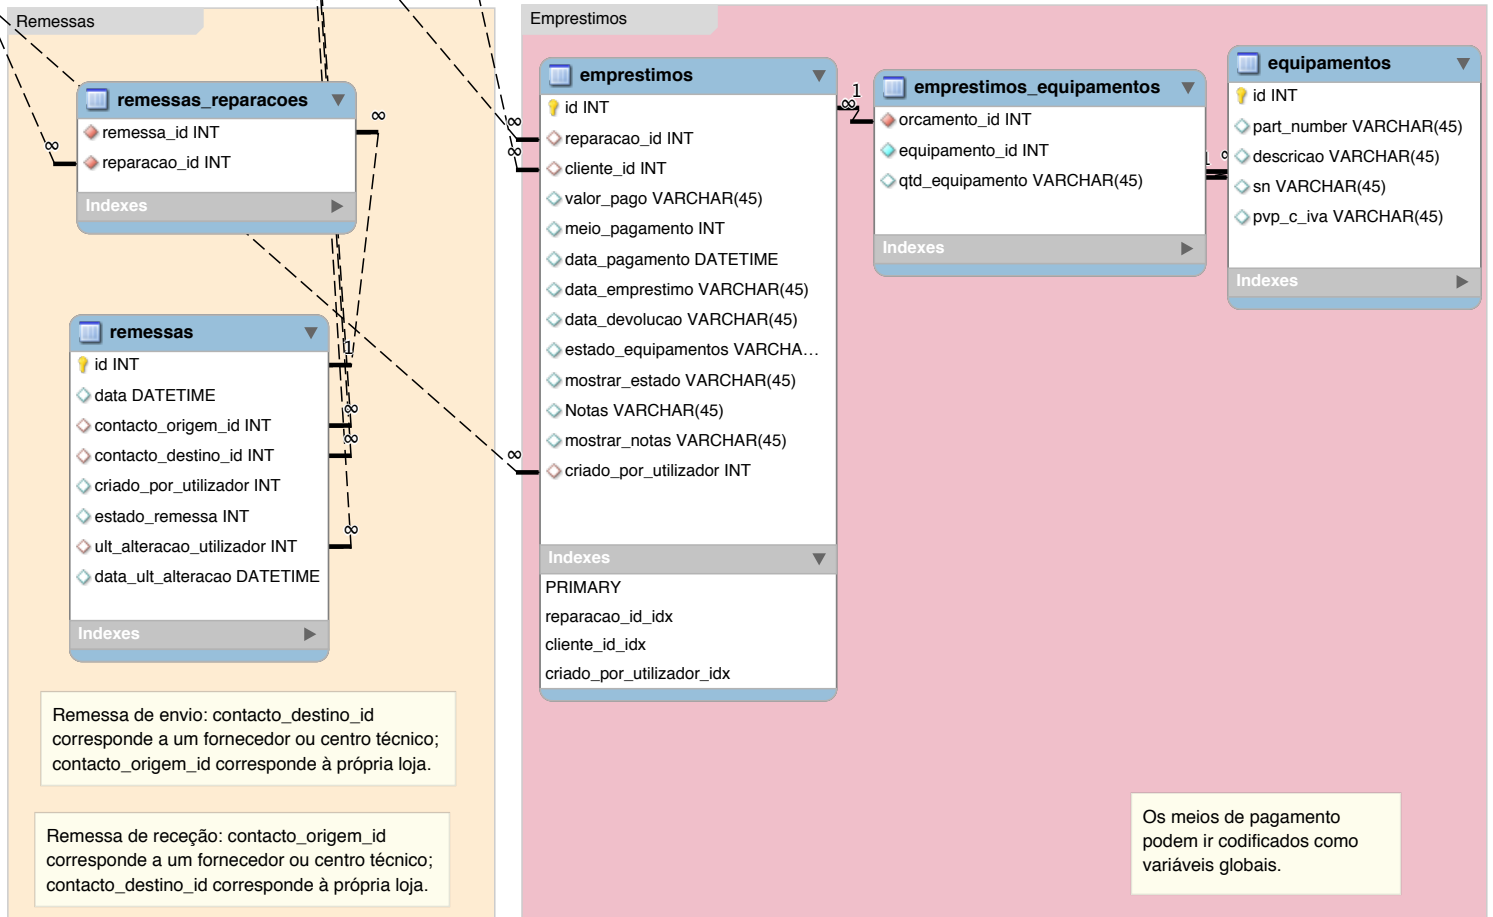 Remessas
remessas_reparacoes
remessa_id INT
reparacao_id INT
Indexes
∞
∞
remessas
id INT
data DATETIME
contacto_origem_id INT
contacto_destino_id INT
criado_por_utilizador INT
estado_remessa INT
ult_alteracao_utilizador INT
data_ult_alteracao DATETIME
Indexes
1
∞
∞
∞
Remessa de envio: contacto_destino_id
corresponde a um fornecedor ou centro técnico;
contacto_origem_id corresponde à própria loja.
Remessa de receção: contacto_origem_id
corresponde a um fornecedor ou centro técnico;
contacto_destino_id corresponde à própria loja.
Emprestimos
emprestimos
id INT
reparacao_id INT
cliente_id INT
valor_pago VARCHAR(45)
meio_pagamento INT
data_pagamento DATETIME
data_emprestimo VARCHAR(45)
data_devolucao VARCHAR(45)
estado_equipamentos VARCHA...
mostrar_estado VARCHAR(45)
Notas VARCHAR(45)
mostrar_notas VARCHAR(45)
criado_por_utilizador INT
Indexes
PRIMARY
reparacao_id_idx
cliente_id_idx
criado_por_utilizador_idx
∞
∞
∞
1
∞
emprestimos_equipamentos
orcamento_id INT
equipamento_id INT
qtd_equipamento VARCHAR(45)
Indexes
1 ∞
equipamentos
id INT
part_number VARCHAR(45)
descricao VARCHAR(45)
sn VARCHAR(45)
pvp_c_iva VARCHAR(45)
Indexes
Os meios de pagamento
podem ir codificados como
variáveis globais.